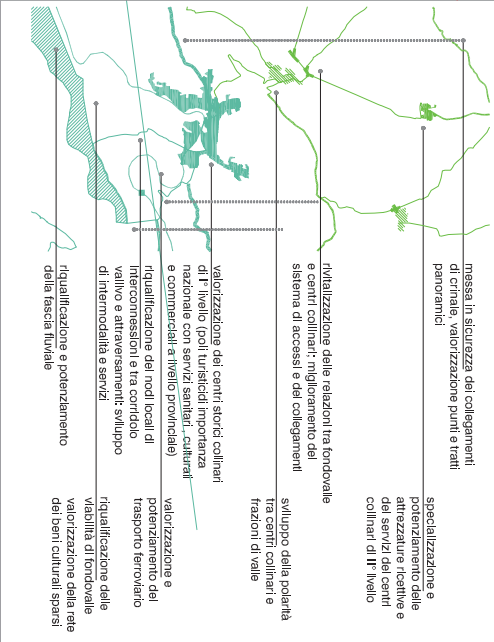 messa in sicurezza dei collegamenti
di crinale, valorizzazione punti e tratti
panoramici
specializzazione e
potenziamento delle
attrezzature ricettive e
dei servizi dei centri
collinari di II° livello
rivitalizzazione delle relazioni tra fondovalle
e centri collinari: miglioramento del
sistema di accessi e dei collegamenti
sviluppo della polarità
tra centri collinari e
frazioni di valle
valorizzazione dei centri storici collinari
di I° livello (poli turisticidi importanza
nazionale con servizi sanitari, culturali
e commerciali a livello provinciale)
valorizzazione e
potenziamento del
trasporto ferroviario
riqualificazione dei nodi locali di
interconnessioni e tra corridoio
vallivo e attraversamenti: sviluppo
di intermodalità e servizi
riqualificazione delle
viabilità di fondovalle
riqualificazione e potenziamento
della fascia fluviale
valorizzazione della rete
dei beni culturali sparsi